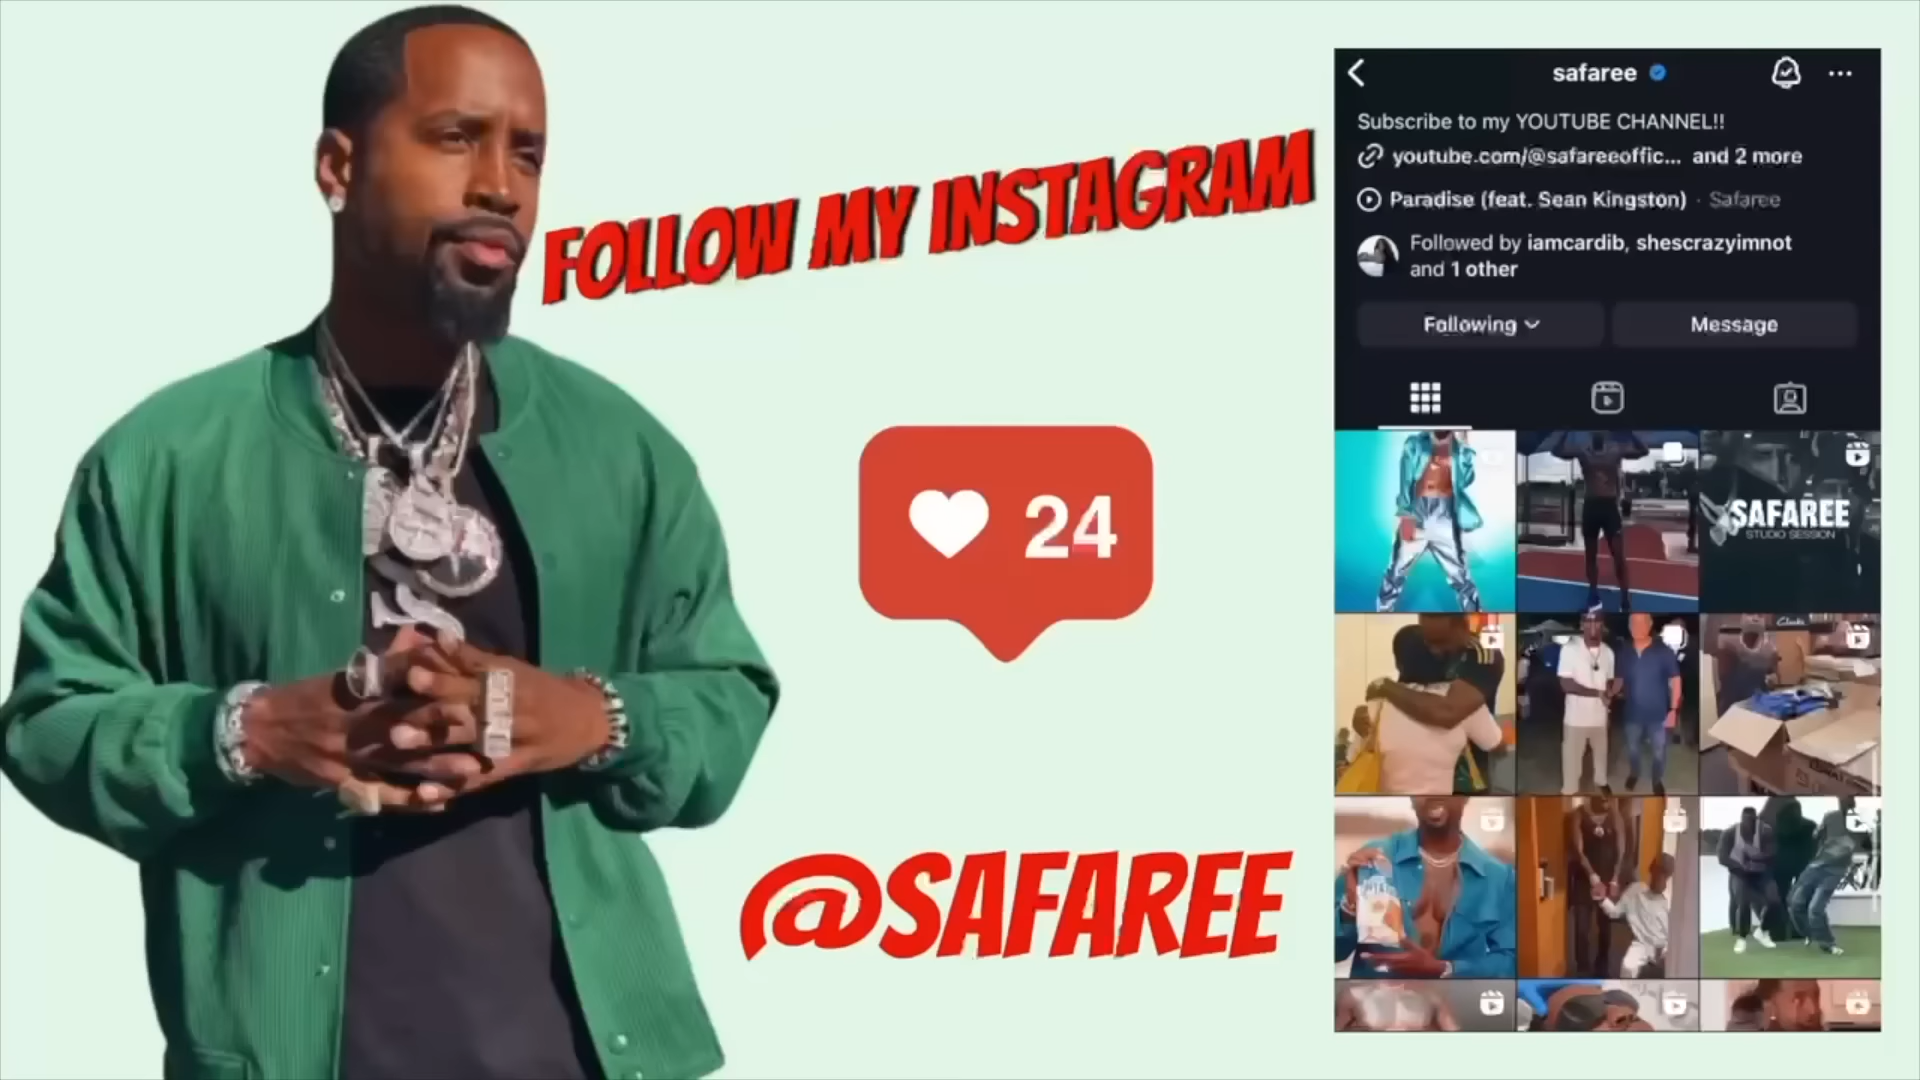 FOLLOW MY INSTAGRAM
24
@SAFAREE
safaree
Subscribe to my YOUTUBE CHANNEL!!
youtube.com/@safareeoffic... and 2 more
Paradise (feat. Sean Kingston) · Safaree
Followed by iamcardib, shescrazyimnot
and 1 other
Following
Message
SAFAREE
STUDIO SESSION
Clarks